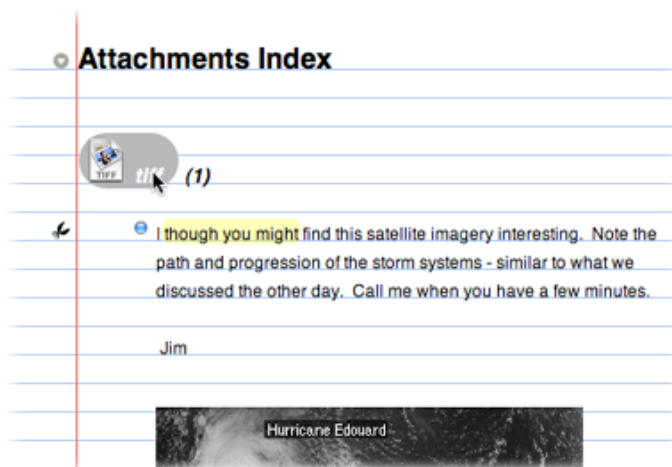 Attachments Index
TIFF tiff (1)
I though you might find this satellite imagery interesting.  Note the
path and progression of the storm systems - similar to what we
discussed the other day.  Call me when you have a few minutes.
Jim
Hurricane Edouard